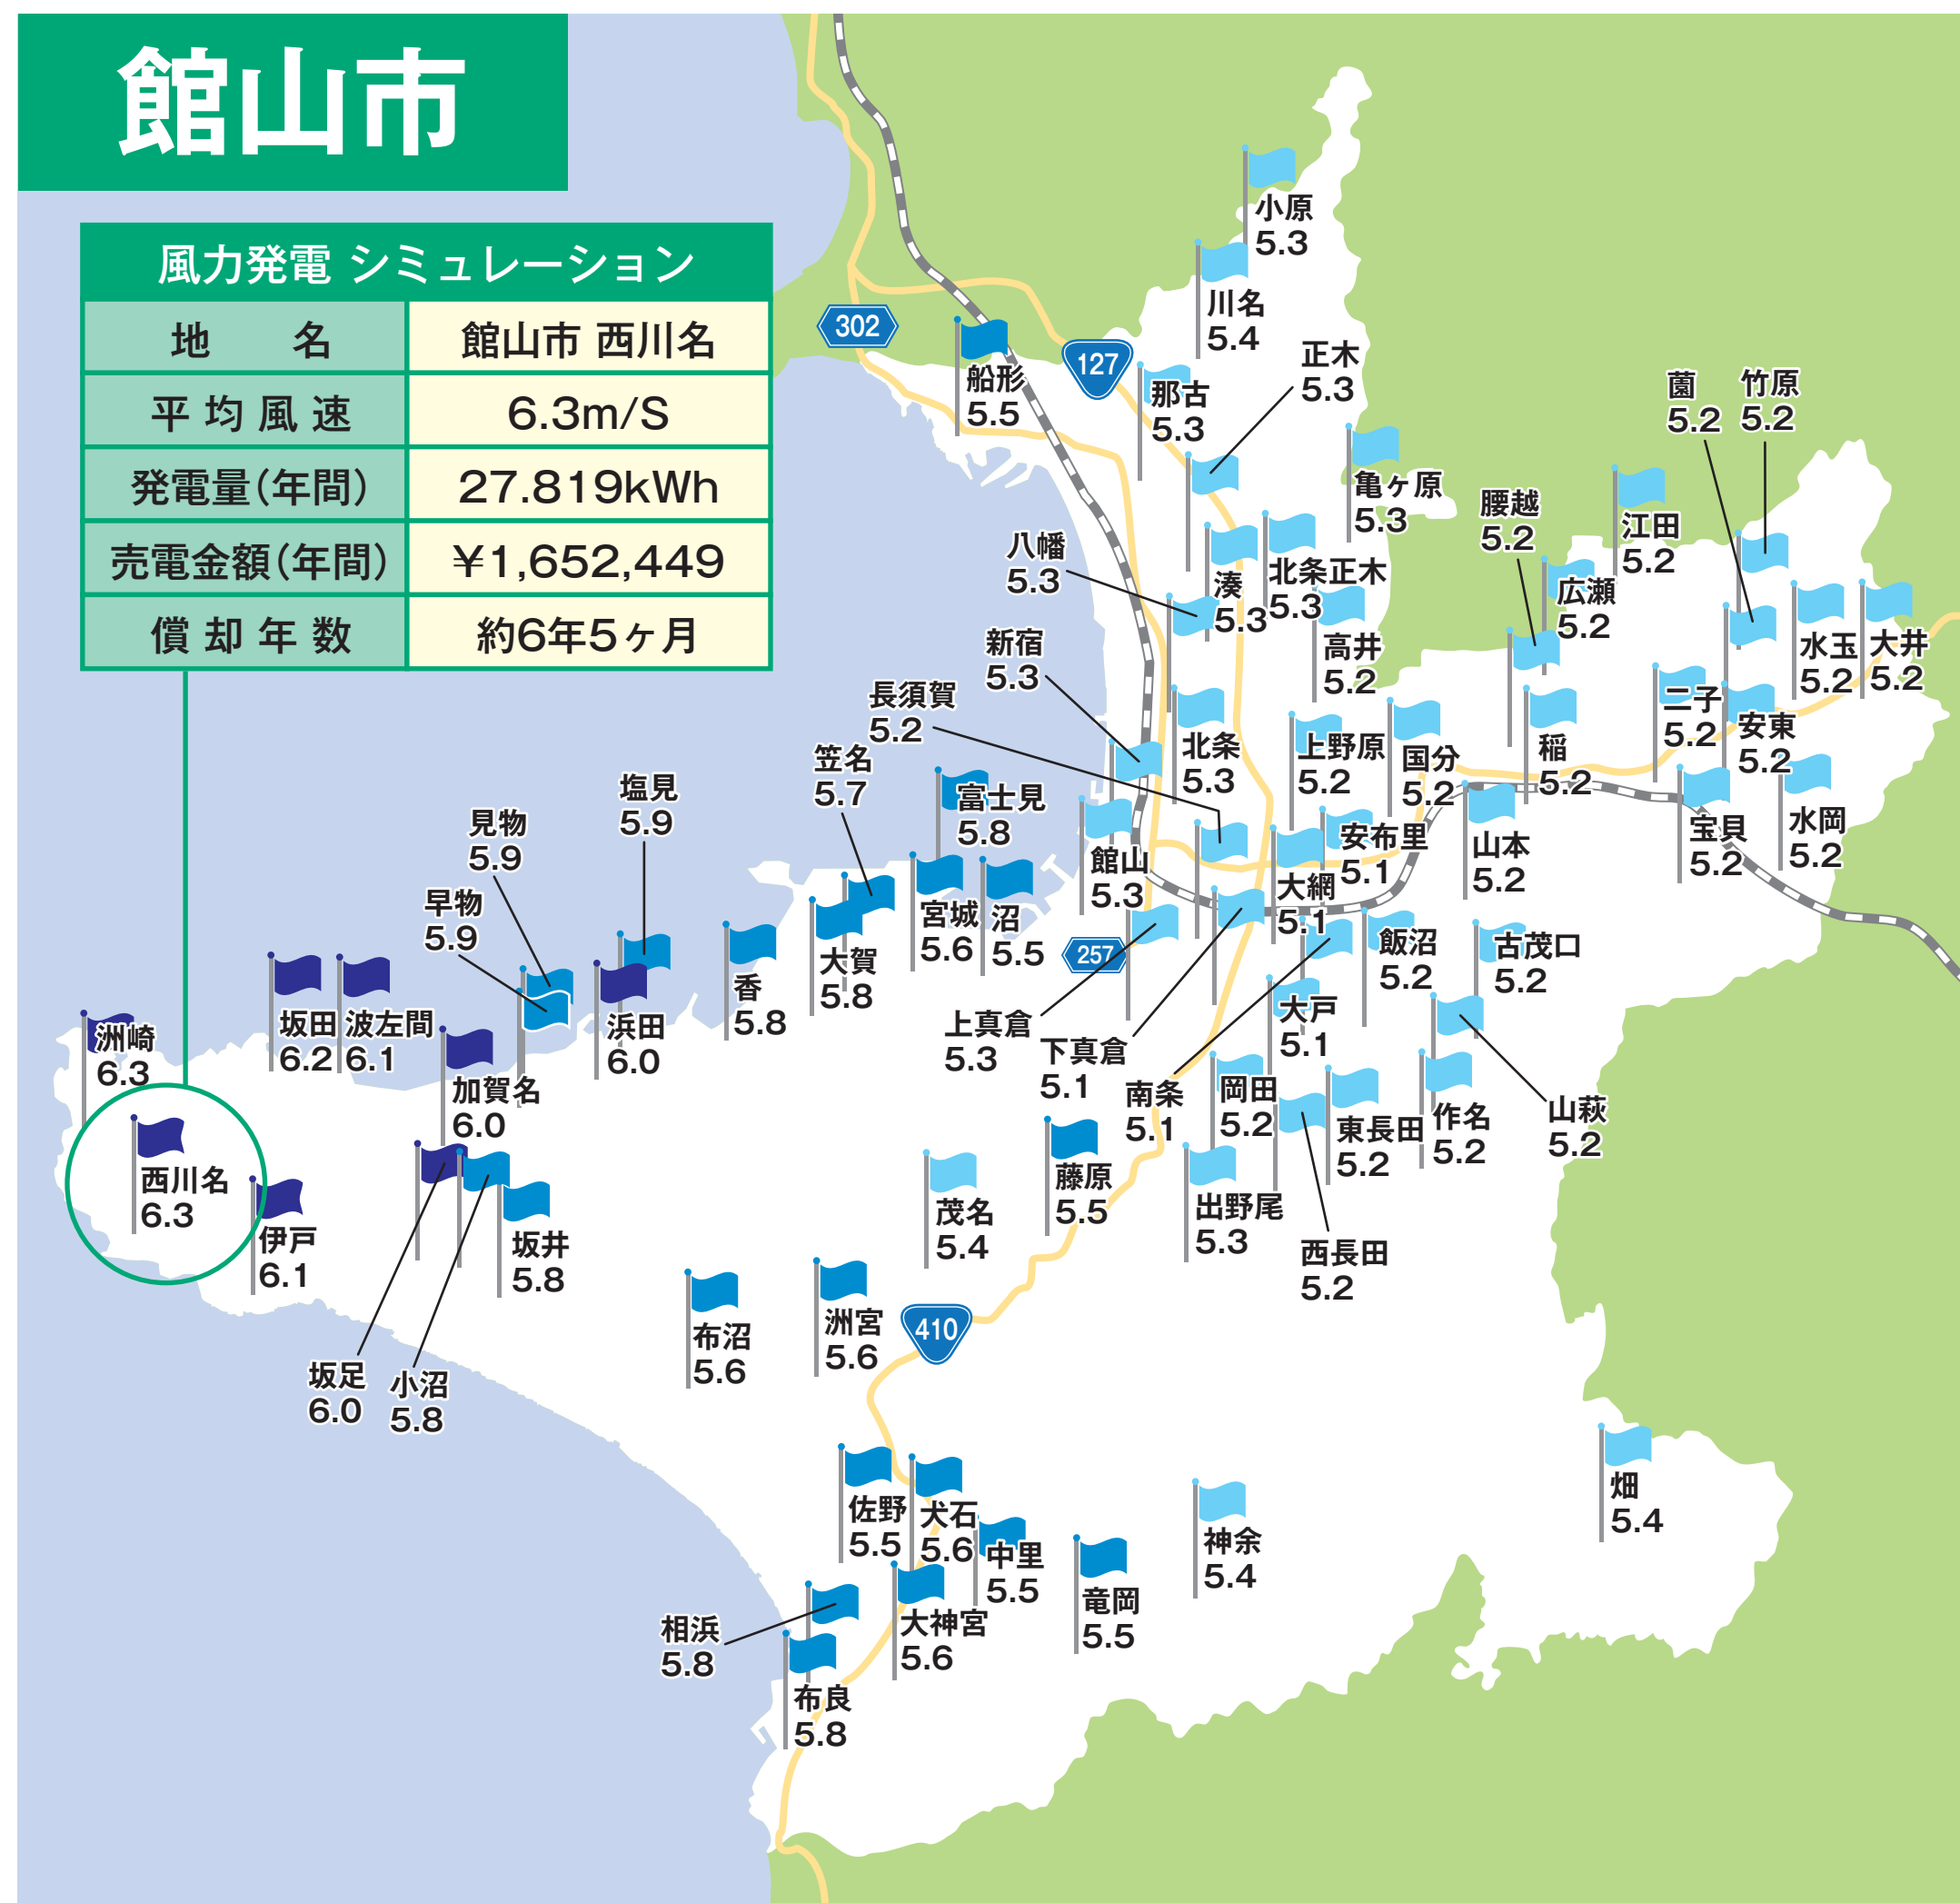 館山市
風力発電 シミュレーション
地 名 館山市 西川名
平均風速 6.3m/S
発電量(年間) 27.819kWh
売電金額(年間) ¥1,652,449
償却年数 約6年5ヶ月
302
127
257
410
小原
5.3
川名
5.4
正木
5.3
船形
5.5
那古
5.3
亀ヶ原
5.3
薗
5.2
竹原
5.2
腰越
5.2
江田
5.2
八幡
5.3
湊
5.3
北条正木
5.3
広瀬
5.2
高井
5.2
水玉
5.2
大井
5.2
新宿
5.3
長須賀
5.2
北条
5.3
上野原
5.2
国分
5.2
稲
5.2
二子
5.2
安東
5.2
笠名
5.7
富士見
5.8
塩見
5.9
見物
5.9
早物
5.9
館山
5.3
大網
5.1
安布里
5.1
山本
5.2
宝貝
5.2
水岡
5.2
宮城
5.6
沼
5.5
大賀
5.8
香
5.8
浜田
6.0
飯沼
5.2
古茂口
5.2
坂田
6.2
波左間
6.1
洲崎
6.3
加賀名
6.0
上真倉
5.3
下真倉
5.1
南条
5.1
大戸
5.1
岡田
5.2
東長田
5.2
作名
5.2
山萩
5.2
西川名
6.3
伊戸
6.1
坂井
5.8
茂名
5.4
藤原
5.5
出野尾
5.3
西長田
5.2
布沼
5.6
洲宮
5.6
坂足
6.0
小沼
5.8
佐野
5.5
犬石
5.6
中里
5.5
神余
5.4
畑
5.4
竜岡
5.5
大神宮
5.6
相浜
5.8
布良
5.8